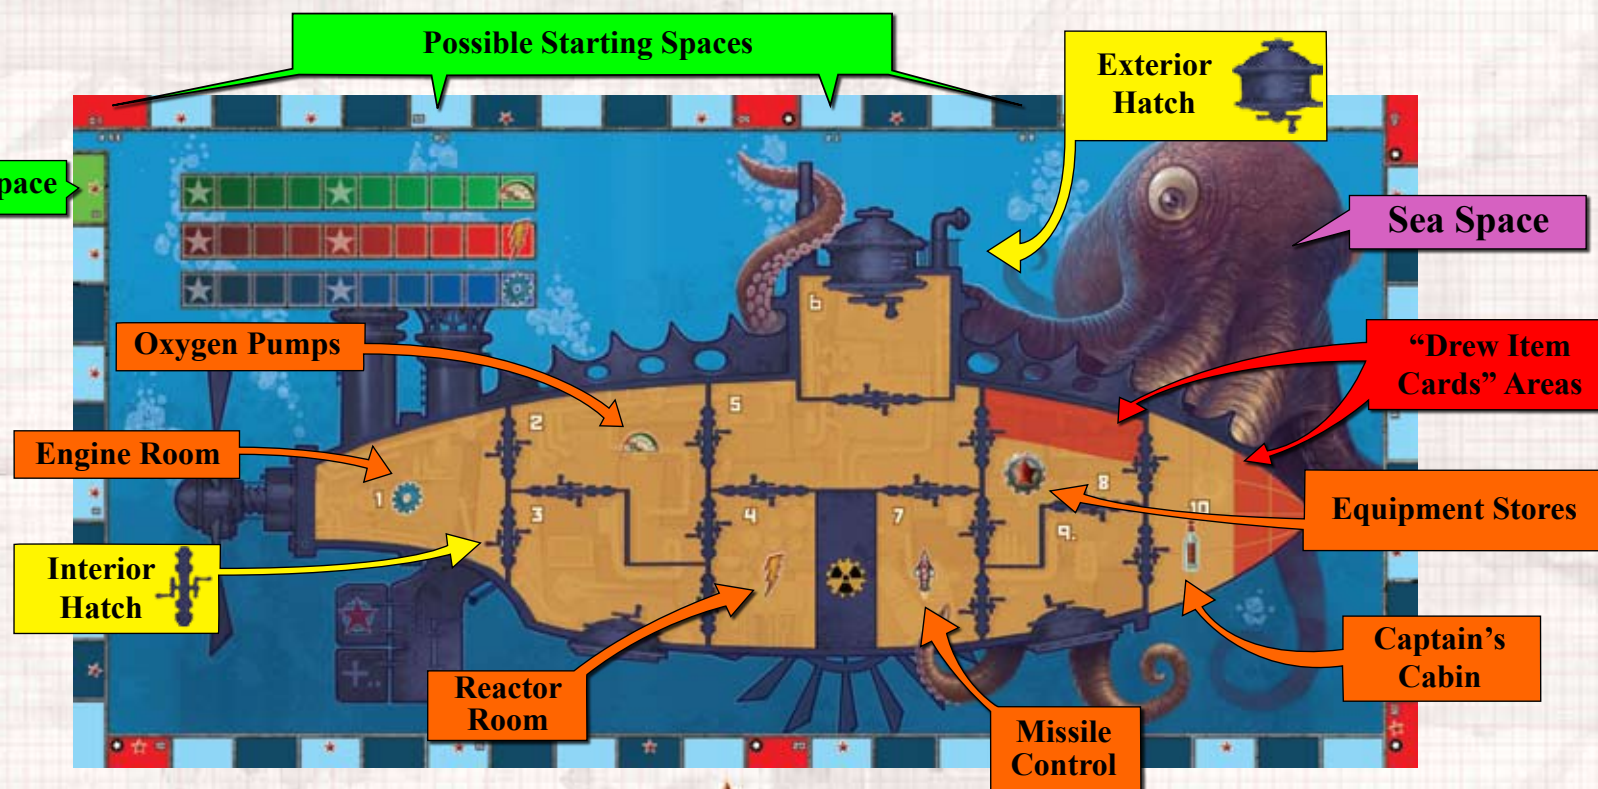 Possible Starting Spaces
Exterior
Hatch
pace
Sea Space
6
Oxygen Pumps
“Drew Item
Cards” Areas
2
5
Engine Room
1
8
3
4
7
9.
10
Equipment Stores
Interior
Hatch
Captain’s
Cabin
Reactor
Room
Missile
Control